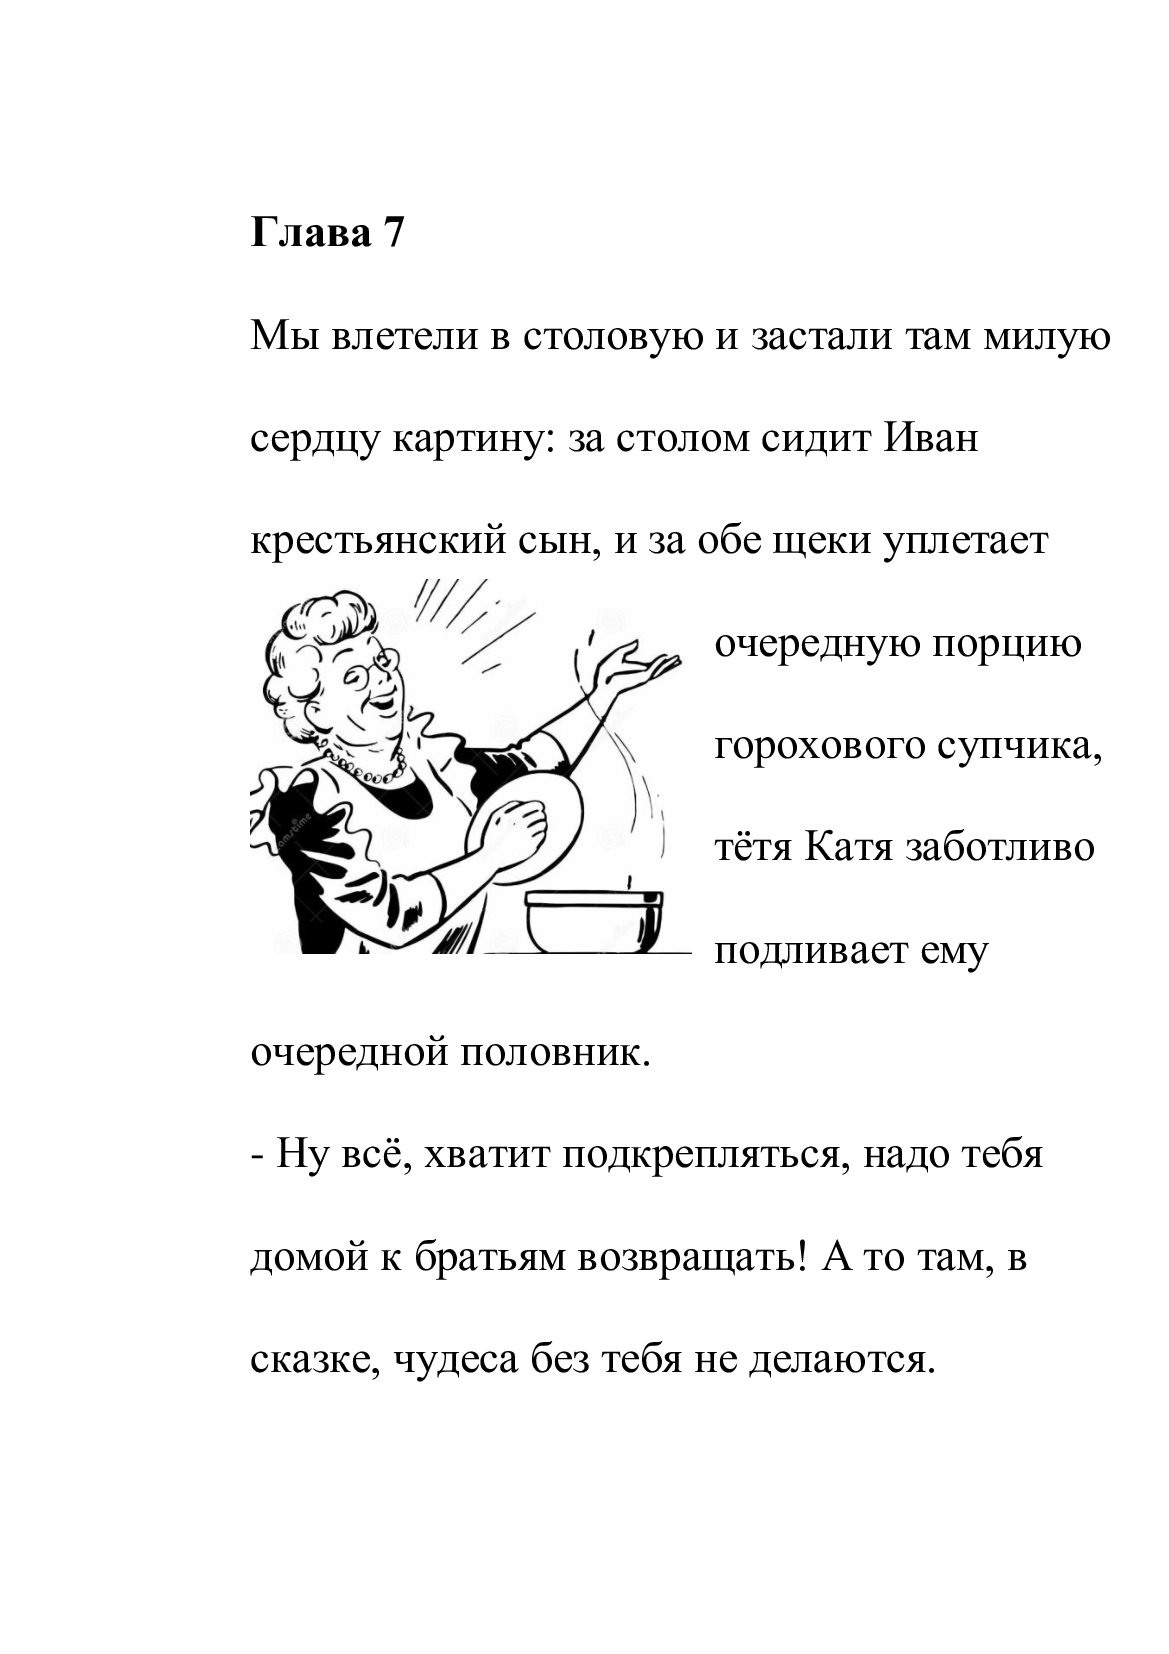 Глава 7
Мы влетели в столовую и застали там милую
сердцу картину: за столом сидит Иван
крестьянский сын, и за обе щеки уплетает
очередную порцию
горохового супчика,
тётя Катя заботливо
подливает ему
очередной половник.
- Ну всё, хватит подкрепляться, надо тебя
домой к братьям возвращать! А то там, в
сказке, чудеса без тебя не делаются.